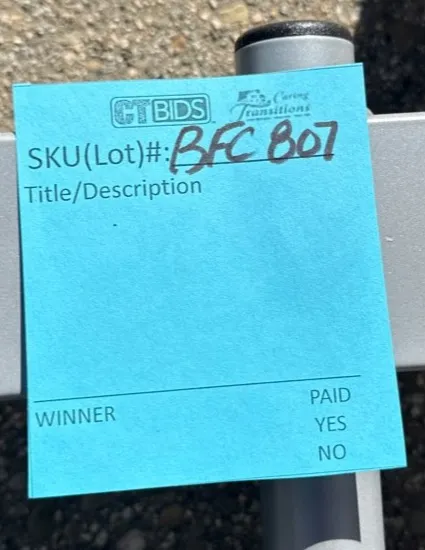 CTBIDS Caring Transitions
SKU(Lot)#: BFC 807
Title/Description
WINNER PAID
YES
NO